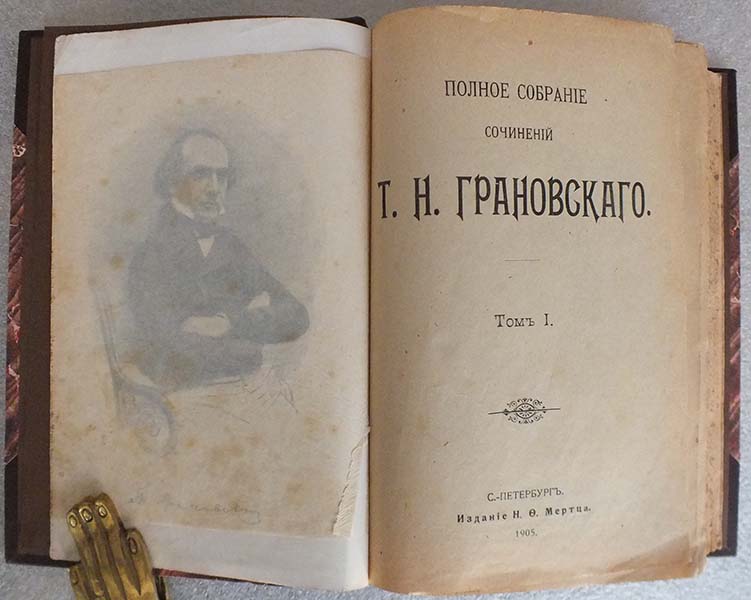 ПОЛНОЕ СОБРАНІЕ
СОЧИНЕНІЙ
Т. Н. ГРАНОВСКАГО.
Томъ I.
С.-ПЕТЕРБУРГЪ.
Изданіе Н. Ѳ. Мертца.
1905.